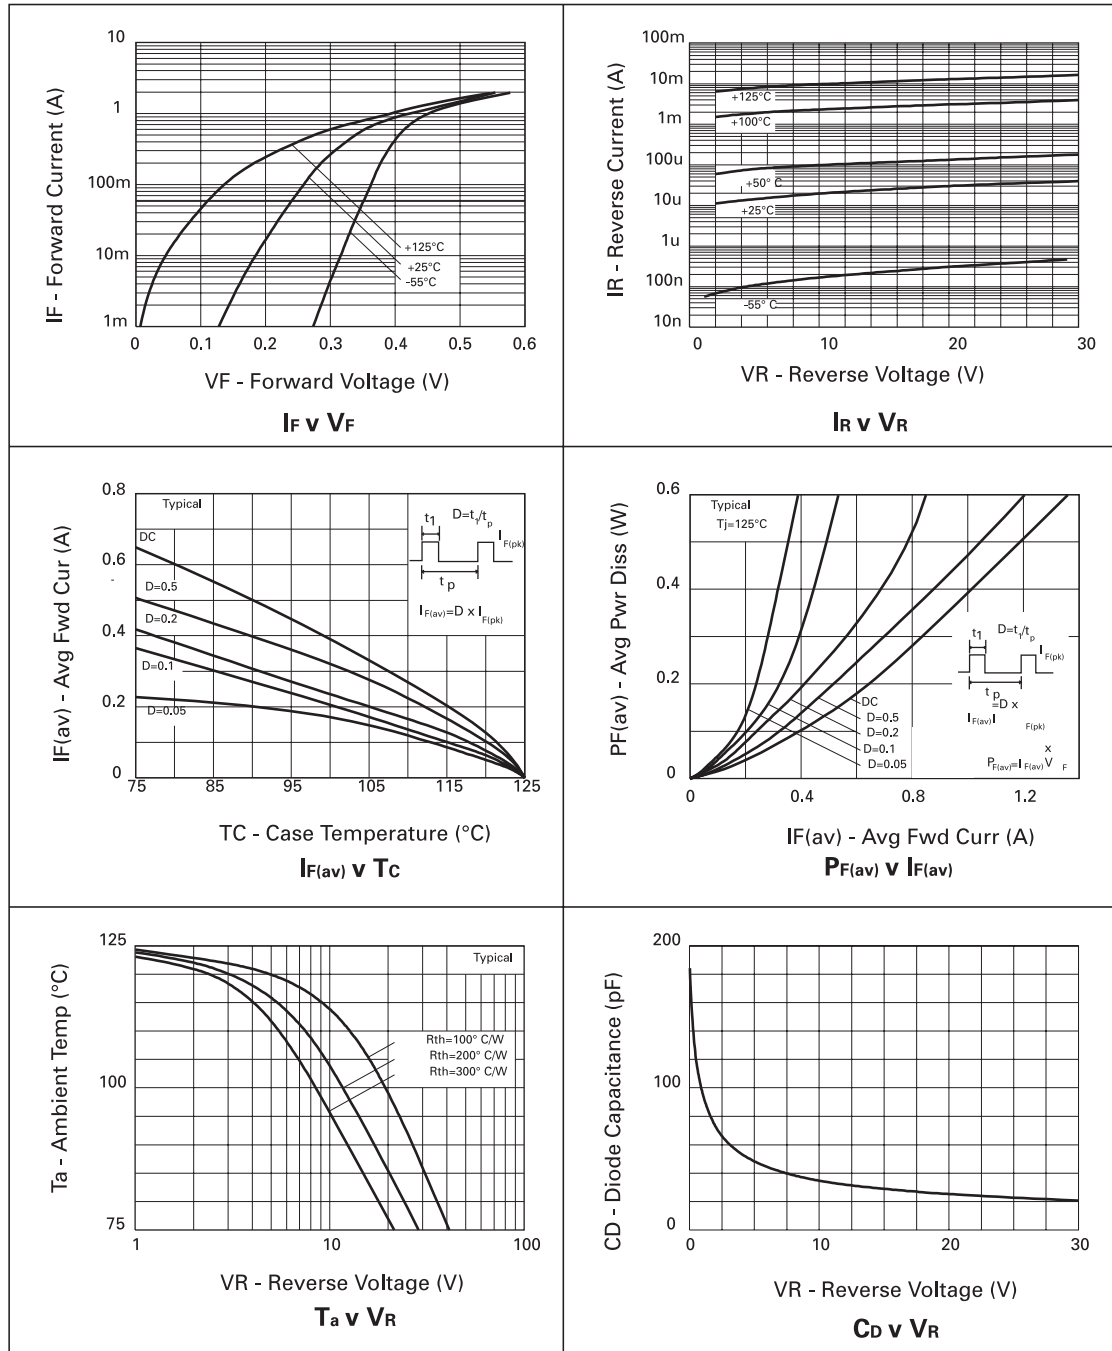 10
1
100m
10m
1m
0 0.1 0.2 0.3 0.4 0.5 0.6
IF - Forward Current (A)
+125°C
+25°C
-55°C
VF - Forward Voltage (V)
IF v VF
100m
10m
1m
100u
10u
1u
100n
10n
0 10 20 30
IR - Reverse Current (A)
+125°C
+100°C
+50° C
+25°C
-55° C
VR - Reverse Voltage (V)
IR v VR
0.8
0.6
0.4
0.2
0
75 85 95 105 115 125
IF(av) - Avg Fwd Cur (A)
Typical
DC
D=0.5
D=0.2
D=0.1
D=0.05
t1 D=t1/tp
IF(pk)
tp
IF(av)=D x IF(pk)
TC - Case Temperature (°C)
IF(av) v TC
0.6
0.4
0.2
0
0 0.4 0.8 1.2
PF(av) - Avg Pwr Diss (W)
Typical
Tj=125°C
DC
D=0.5
D=0.2
D=0.1
D=0.05
t1 D=t1/tp
IF(pk)
tp
=D x
IF(av)I F(pk)
x
PF(av)=IF(av) V F
IF(av) - Avg Fwd Curr (A)
PF(av) v IF(av)
125
100
75
1 10 100
Ta - Ambient Temp (°C)
Typical
Rth=100° C/W
Rth=200° C/W
Rth=300° C/W
VR - Reverse Voltage (V)
Ta v VR
200
100
0
0 10 20 30
CD - Diode Capacitance (pF)
VR - Reverse Voltage (V)
CD v VR